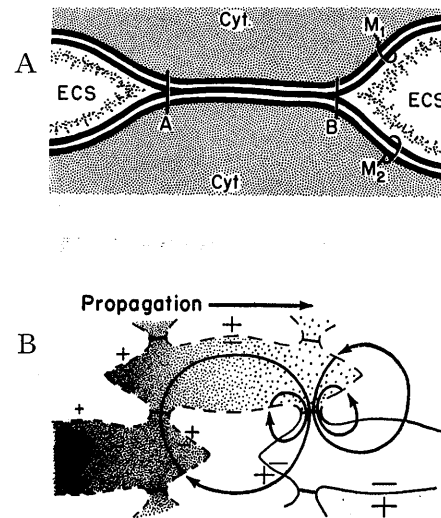 A
Cyt.
M1
ECS
ECS
A
B
Cyt.
M2
B
Propagation
+
−
+
+
+
+ −
−
+